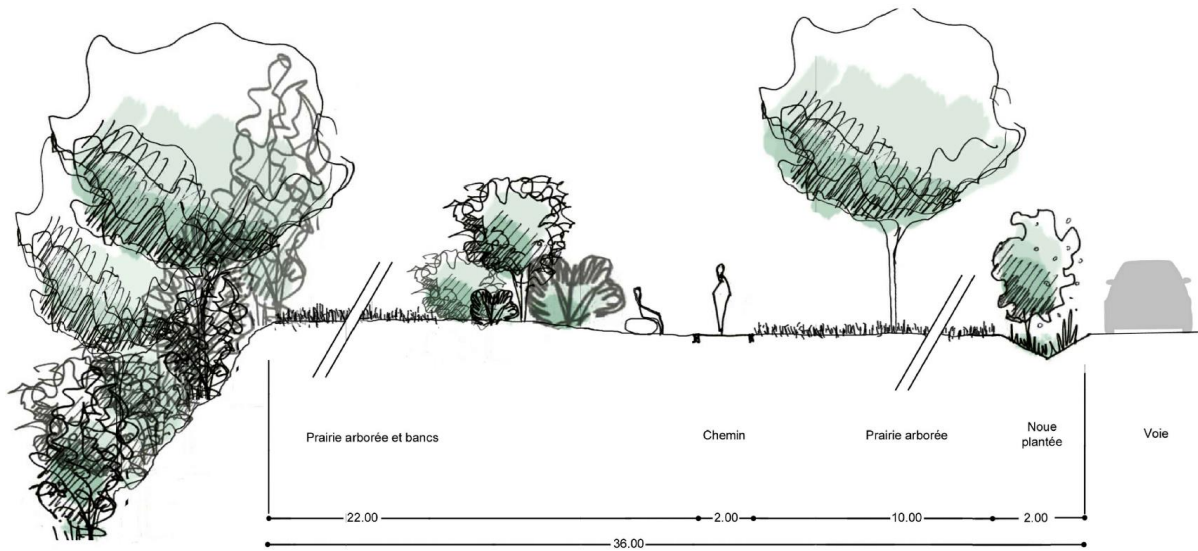 Prairie arborée et bancs
Chemin
Prairie arborée
Noue
plantée
Voie
22.00
2.00
10.00
2.00
36.00